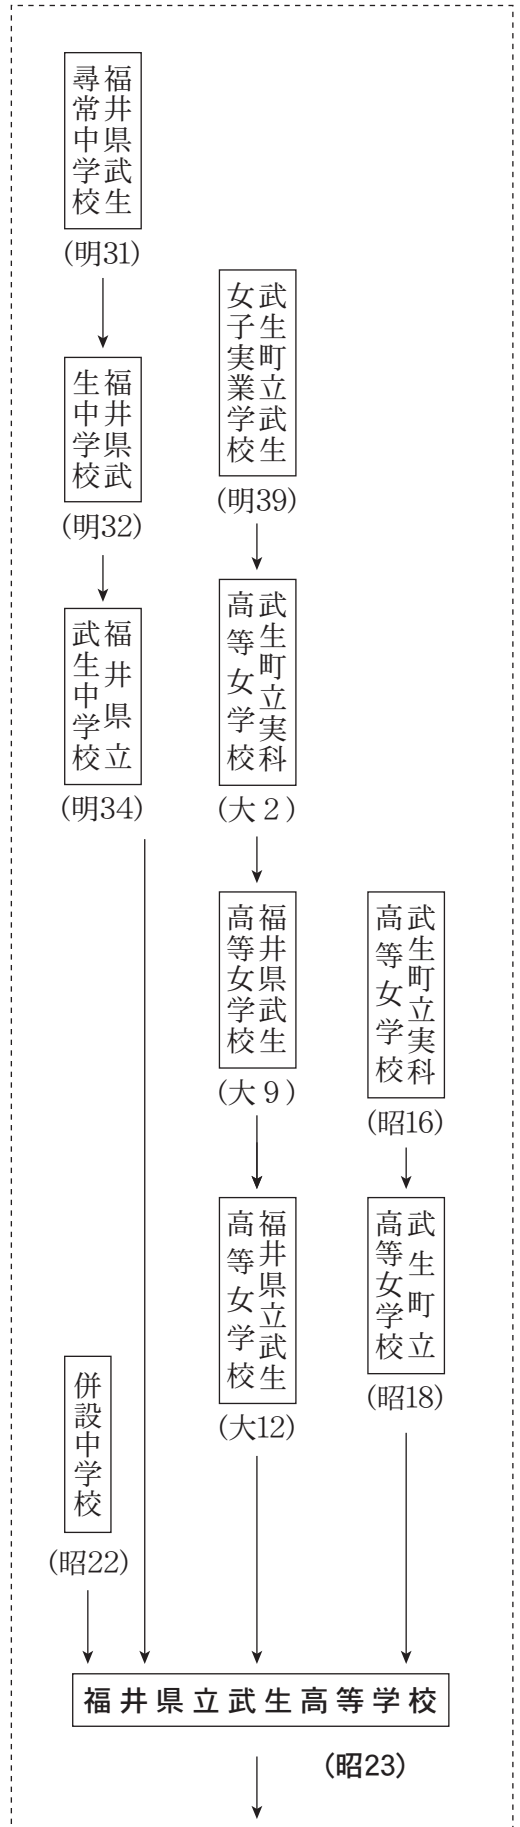 福井県武生
尋常中学校
(明31)
福井県武
生中学校
(明32)
福井県立
武生中学校
(明34)
武生町立武生
女子実業学校
(明39)
武生町立実科
高等女学校
(大2)
福井県武生
高等女学校
(大9)
福井県立武生
高等女学校
(大12)
武生町立実科
高等女学校
(昭16)
武生町立
高等女学校
(昭18)
併設中学校
(昭22)
福井県立武生高等学校
(昭23)